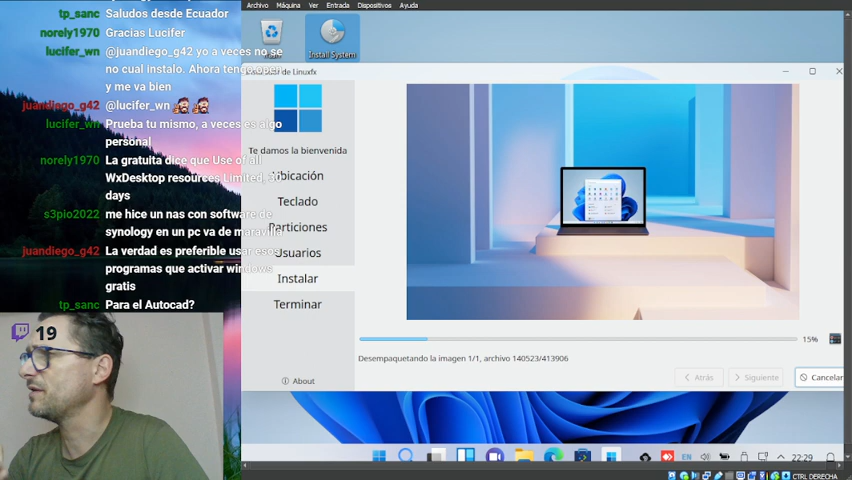 tp_sanc Saludos desde Ecuador
norely1970 Gracias Lucifer
lucifer_wn @juandiego_g42 yo a veces no se
no cual instalo. Ahora tengo
y me va bien
juandiego_g42 @lucifer_wn
lucifer_wn Prueba tu mismo, a veces es algo
personal
norely1970 La gratuita dice que Use of all
WxDesktop resources Limited,
days
s3pio2022 me hice un nas con software de
synology en un pc va de maravilla
juandiego_g42 La verdad es preferible usar esos
programas que activar windows
gratis
tp_sanc Para el Autocad?
19
Archivo Máquina Ver Entrada Dispositivos Ayuda
Install System
de Linuxfx
Te damos la bienvenida
Ubicación
Teclado
Particiones
Usuarios
Instalar
Terminar
About
15%
Desempaquetando la imagen 1/1, archivo 140523/413906
Atrás
Siguiente
Cancelar
EN
22:29
CTRL DERECHA